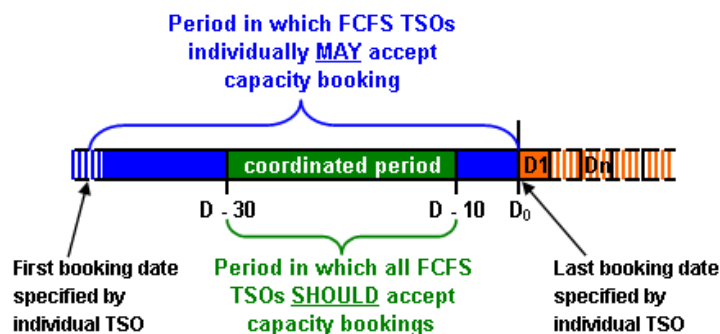 Period in which FCFS TSOs
individually MAY accept
capacity booking
coordinated period
D1
Dn
D - 30
D - 10
D₀
First booking date
specified by
individual TSO
Period in which all FCFS
TSOs SHOULD accept
capacity bookings
Last booking date
specified by
individual TSO